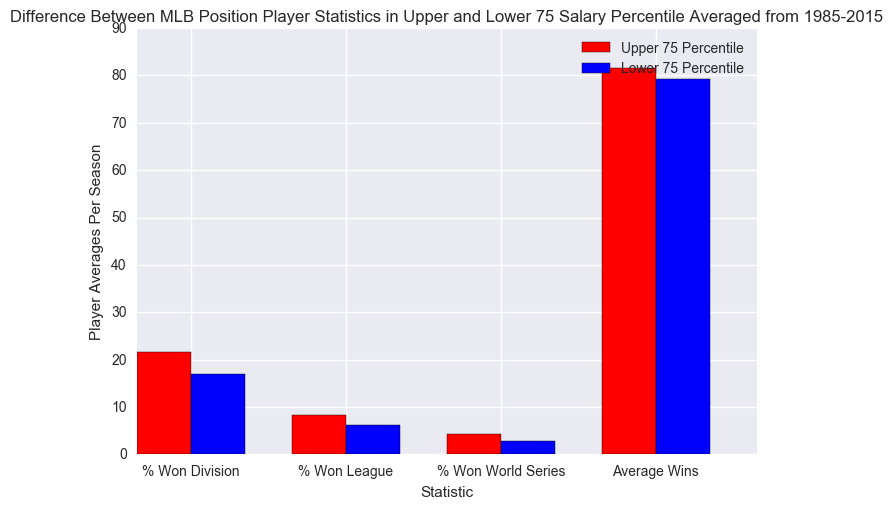 Difference Between MLB Position Player Statistics in Upper and Lower 75 Salary Percentile Averaged from 1985-2015
90
80
70
60
50
40
30
20
10
0
Player Averages Per Season
Upper 75 Percentile
Lower 75 Percentile
% Won Division
% Won League
% Won World Series
Average Wins
Statistic